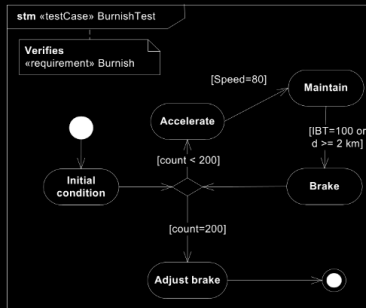 stm «testCase» BurnishTest
Verifies
«requirement» Burnish
[Speed=80]
Maintain
Accelerate
[IBT=100 or
d >= 2 km]
[count < 200]
Initial
condition
Brake
[count=200]
Adjust brake